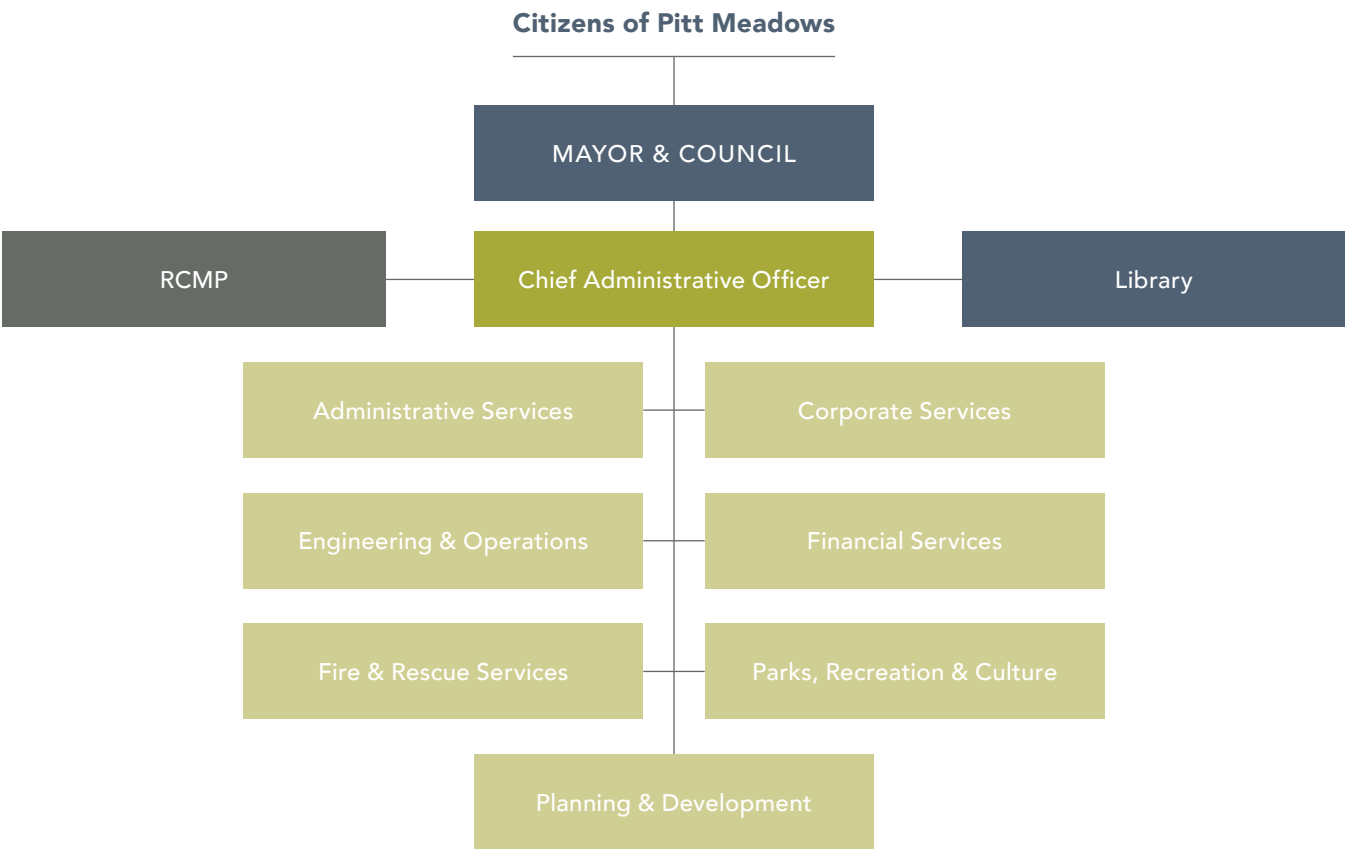 Citizens of Pitt Meadows
MAYOR & COUNCIL
RCMP
Chief Administrative Officer
Library
Administrative Services
Corporate Services
Engineering & Operations
Financial Services
Fire & Rescue Services
Parks, Recreation & Culture
Planning & Development